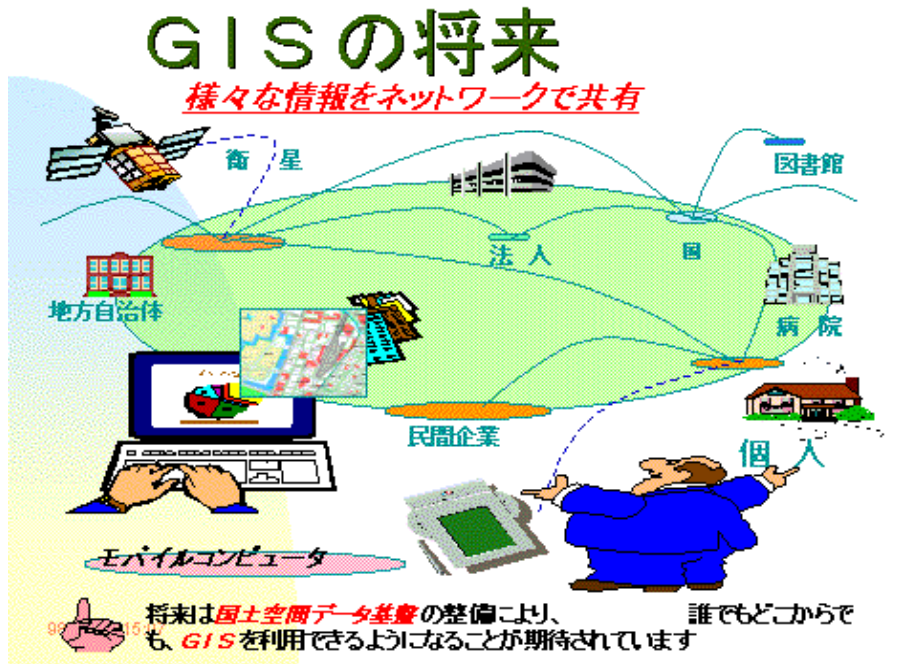 GISの将来
様々な情報をネットワークで共有
衛 星
図書館
法 人
国
地方自治体
病 院
民間企業
個 人
モバイルコンピュータ
将来は国土空間データ基盤の整備により、 誰でもどこからで
も、GISを利用できるようになることが期待されています